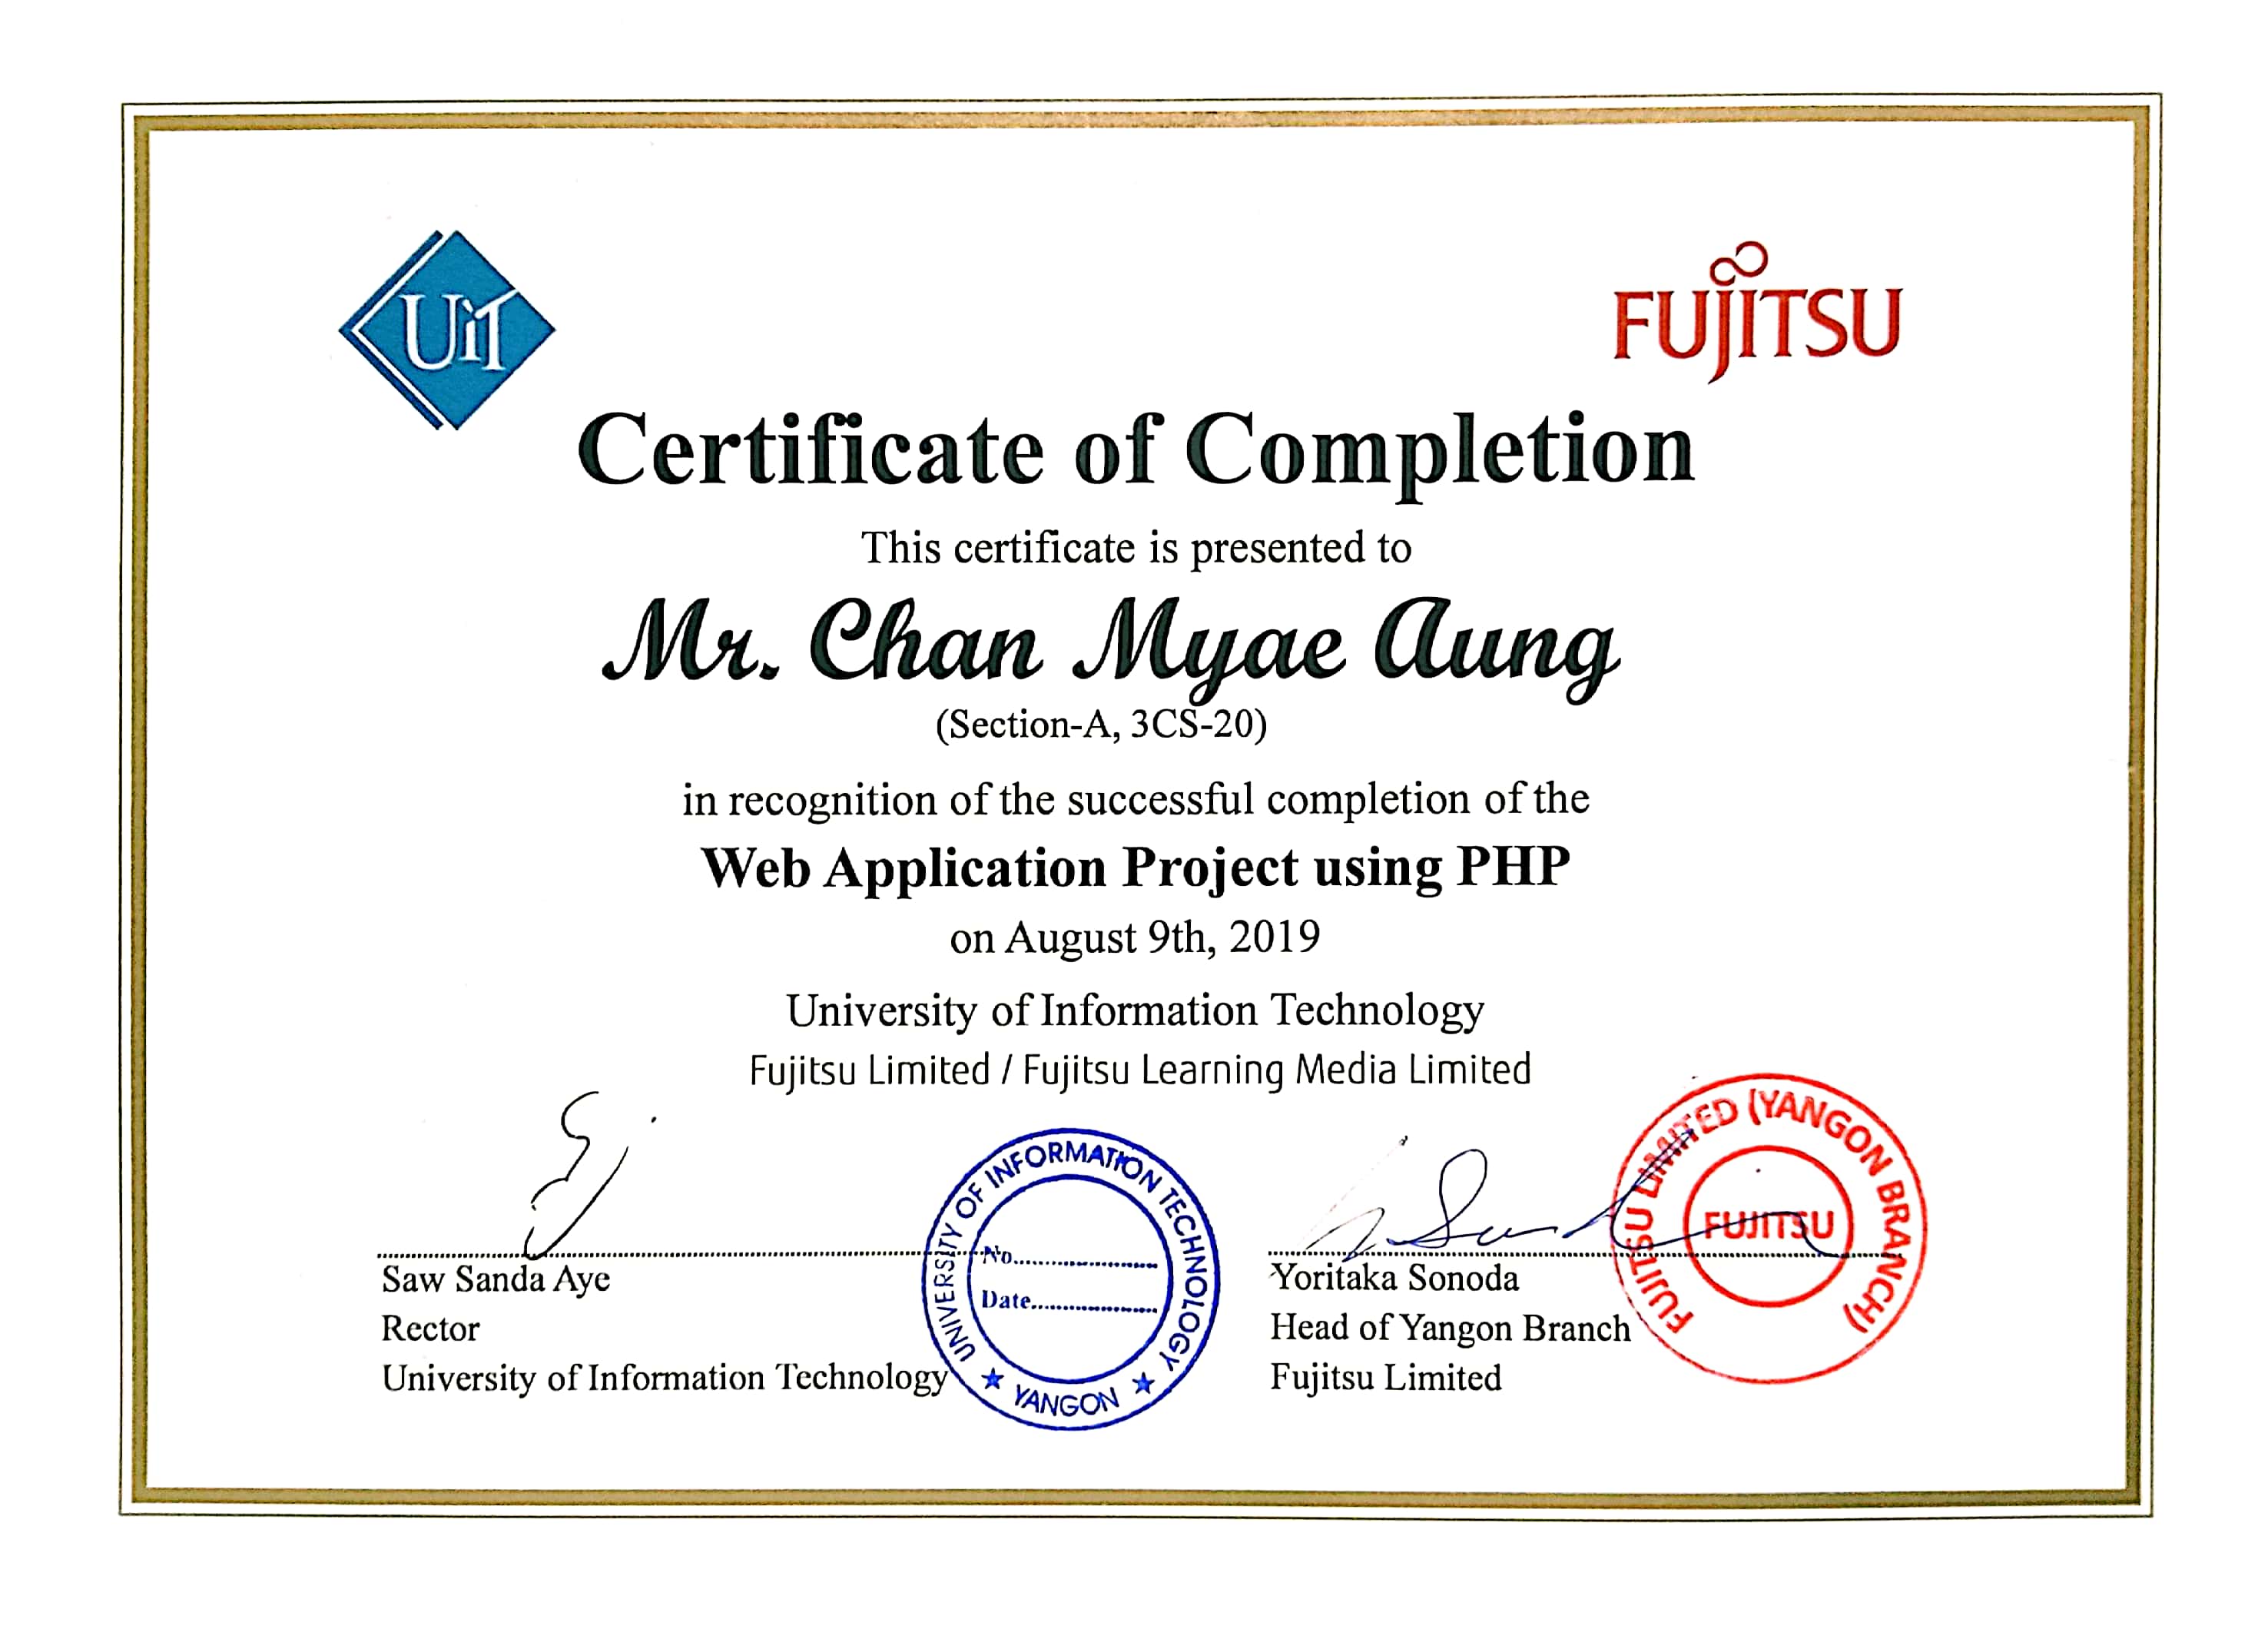 UiT
FUJITSU
Certificate of Completion
This certificate is presented to
Mr. Chan Myae Aung
(Section-A, 3CS-20)
in recognition of the successful completion of the
Web Application Project using PHP
on August 9th, 2019
University of Information Technology
Fujitsu Limited / Fujitsu Learning Media Limited
Saw Sanda Aye
Rector
University of Information Technology
UNIVERSITY OF INFORMATION TECHNOLOGY
No.....................
Date.....................
★ YANGON ★
Yoritaka Sonoda
Head of Yangon Branch
Fujitsu Limited
FUJITSU LIMITED (YANGON BRANCH)
FUJITSU